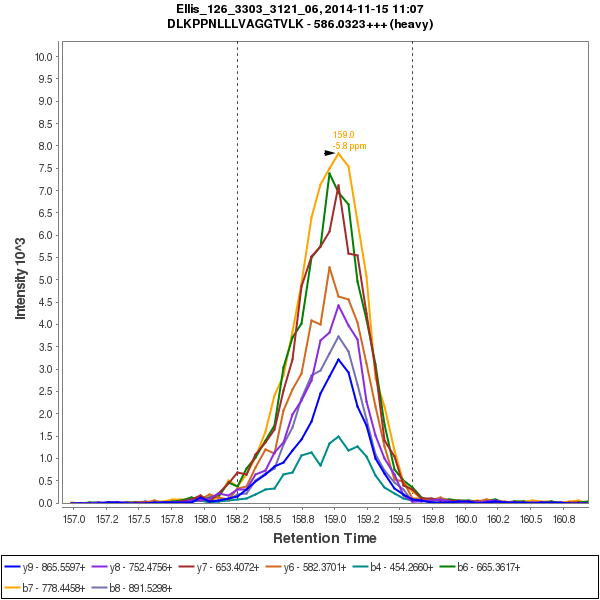 Ellis_126_3303_3121_06, 2014-11-15 11:07
DLKPPNLLLVAGGTVLK - 586.0323+++ (heavy)
10.0
9.5
9.0
8.5
8.0
7.5
7.0
6.5
6.0
5.5
5.0
4.5
4.0
3.5
3.0
2.5
2.0
1.5
1.0
0.5
0.0
Intensity 10^3
159.0
-5.8 ppm
157.0 157.2 157.5 157.8 158.0 158.2 158.5 158.8 159.0 159.2 159.5 159.8 160.0 160.2 160.5 160.8
Retention Time
y9 - 865.5597+ y8 - 752.4756+ y7 - 653.4072+ y6 - 582.3701+ b4 - 454.2660+ b6 - 665.3617+
b7 - 778.4458+ b8 - 891.5298+